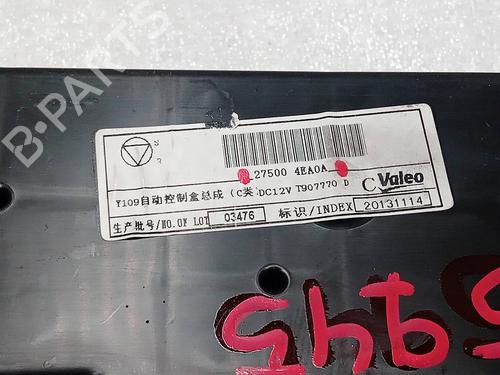 B-PARTS
S
R
27500 4EA0A
Y109自动控制盒总成 (C类) DC12V T907770 D
C Valeo
生产批号/NO.OF LOT 03476 标识/INDEX 20131114